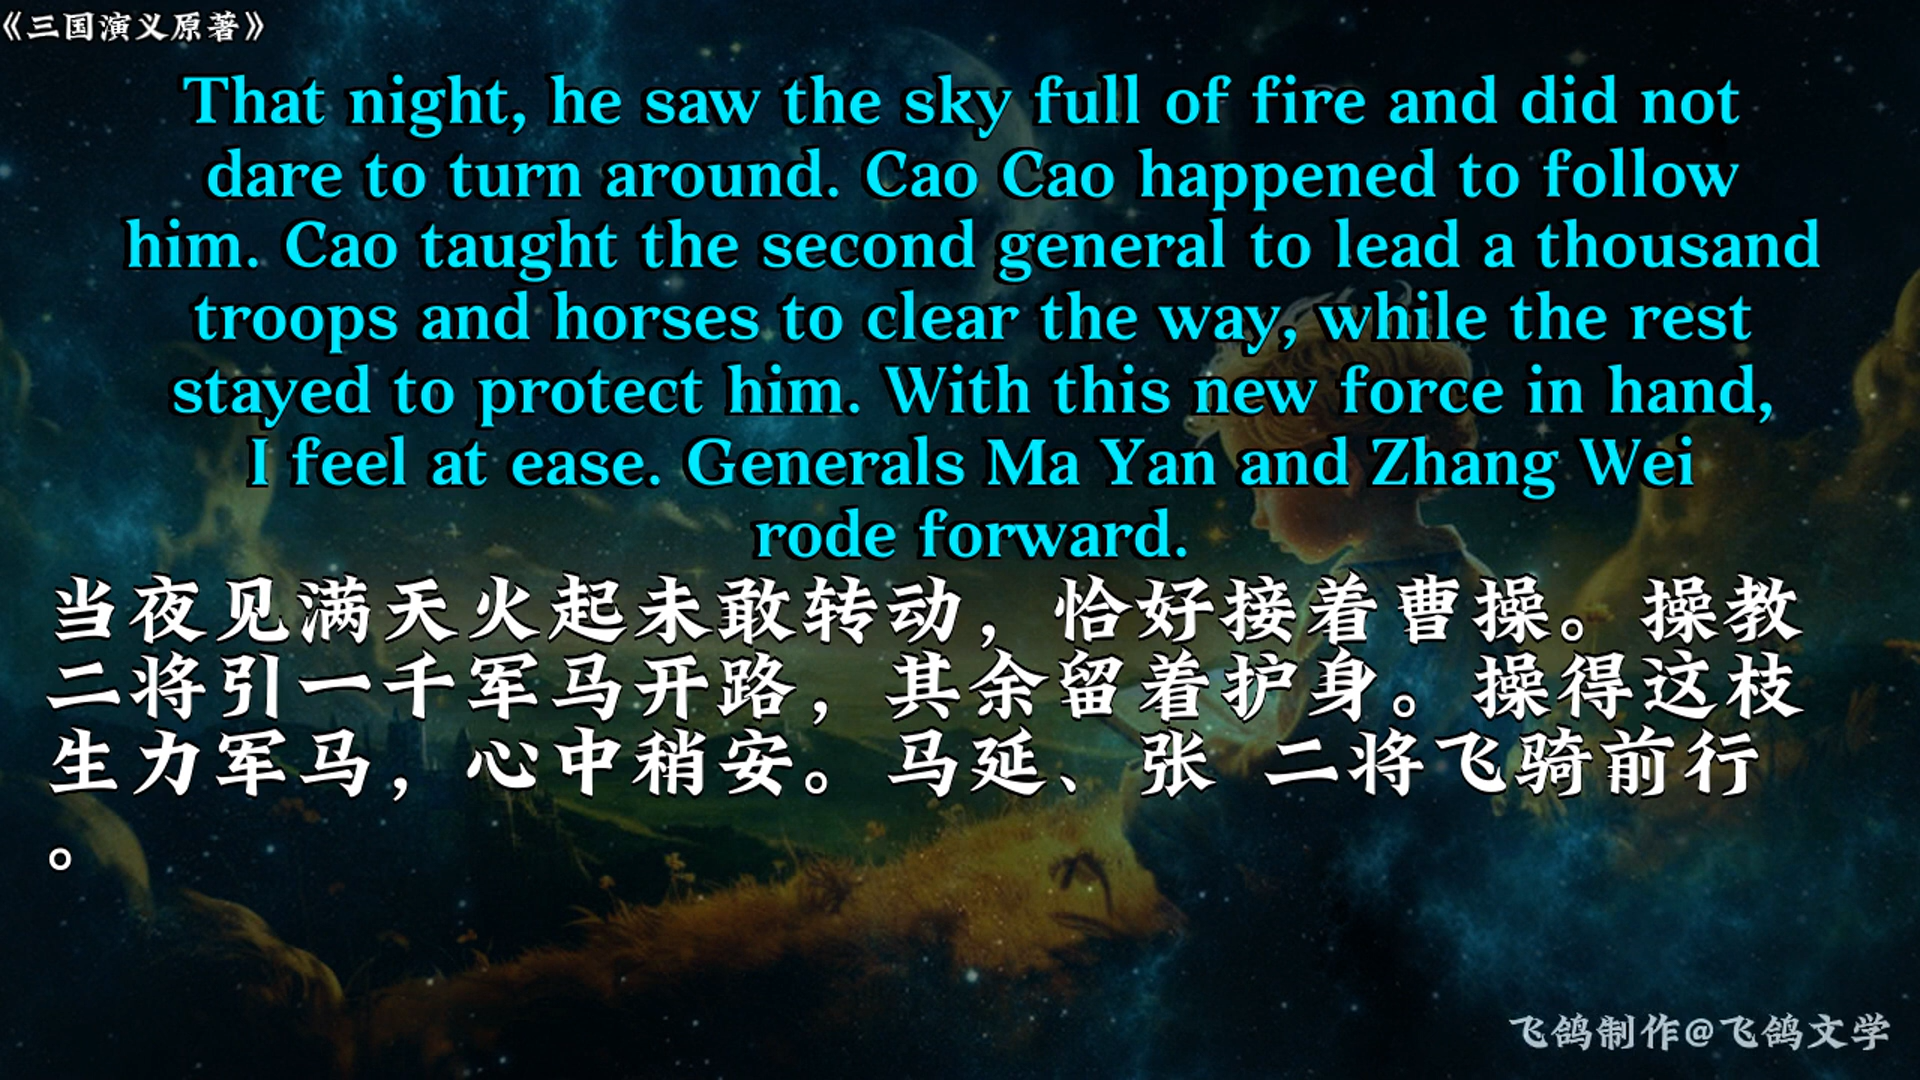 《三国演义原著》
That night, he saw the sky full of fire and did not
dare to turn around. Cao Cao happened to follow
him. Cao taught the second general to lead a thousand
troops and horses to clear the way, while the rest
stayed to protect him. With this new force in hand,
I feel at ease. Generals Ma Yan and Zhang Wei
rode forward.
当夜见满天火起未敢转动，恰好接着曹操。操教
二将引一千军马开路，其余留着护身。操得这枝
生力军马，心中稍安。马延、张 二将飞骑前行
。
飞鸽制作@飞鸽文学